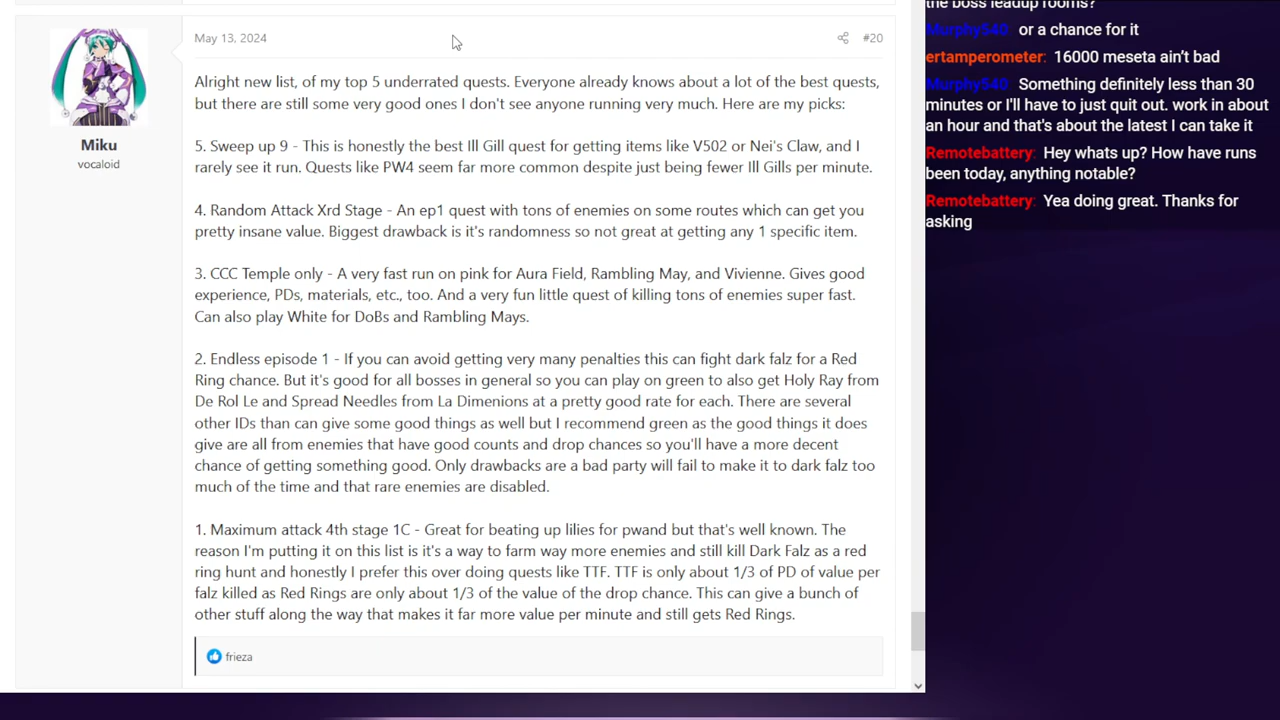 May 13, 2024
#20
Miku
vocaloid
Alright new list, of my top 5 underrated quests. Everyone already knows about a lot of the best quests,
but there are still some very good ones I don't see anyone running very much. Here are my picks:
5. Sweep up 9 - This is honestly the best Ill Gill quest for getting items like V502 or Nei's Claw, and I
rarely see it run. Quests like PW4 seem far more common despite just being fewer Ill Gills per minute.
4. Random Attack Xrd Stage - An ep1 quest with tons of enemies on some routes which can get you
pretty insane value. Biggest drawback is it's randomness so not great at getting any 1 specific item.
3. CCC Temple only - A very fast run on pink for Aura Field, Rambling May, and Vivienne. Gives good
experience, PDs, materials, etc., too. And a very fun little quest of killing tons of enemies super fast.
Can also play White for DoBs and Rambling Mays.
2. Endless episode 1 - If you can avoid getting very many penalties this can fight dark falz for a Red
Ring chance. But it's good for all bosses in general so you can play on green to also get Holy Ray from
De Rol Le and Spread Needles from La Dimenions at a pretty good rate for each. There are several
other IDs than can give some good things as well but I recommend green as the good things it does
give are all from enemies that have good counts and drop chances so you'll have a more decent
chance of getting something good. Only drawbacks are a bad party will fail to make it to dark falz too
much of the time and that rare enemies are disabled.
1. Maximum attack 4th stage 1C - Great for beating up lilies for pwand but that's well known. The
reason I'm putting it on this list is it's a way to farm way more enemies and still kill Dark Falz as a red
ring hunt and honestly I prefer this over doing quests like TTF. TTF is only about 1/3 of PD of value per
falz killed as Red Rings are only about 1/3 of the value of the drop chance. This can give a bunch of
other stuff along the way that makes it far more value per minute and still gets Red Rings.
frieza
the boss leadup rooms?
Murphy540 or a chance for it
ertamperometer: 16000 meseta ain't bad
Murphy540: Something definitely less than 30
minutes or I'll have to just quit out. work in about
an hour and that's about the latest I can take it
Remotebattery: Hey whats up? How have runs
been today, anything notable?
Remotebattery: Yea doing great. Thanks for
asking